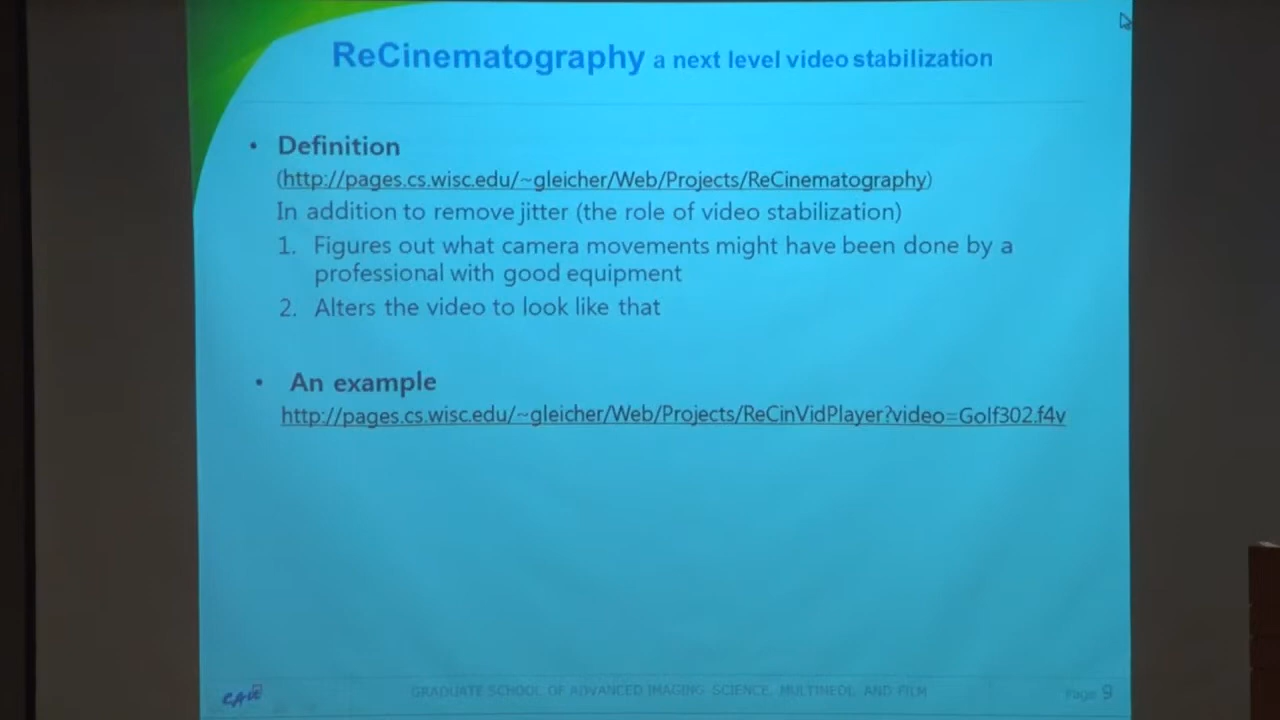 ReCinematography a next level video stabilization
• Definition
(http://pages.cs.wisc.edu/~gleicher/Web/Projects/ReCinematography)
In addition to remove jitter (the role of video stabilization)
1. Figures out what camera movements might have been done by a
professional with good equipment
2. Alters the video to look like that
• An example
http://pages.cs.wisc.edu/~gleicher/Web/Projects/ReCinVidPlayer?video=Golf302.f4v
GRADUATE SCHOOL OF ADVANCED IMAGING SCIENCE, MULTIMEDI, AND FILM
Page 9